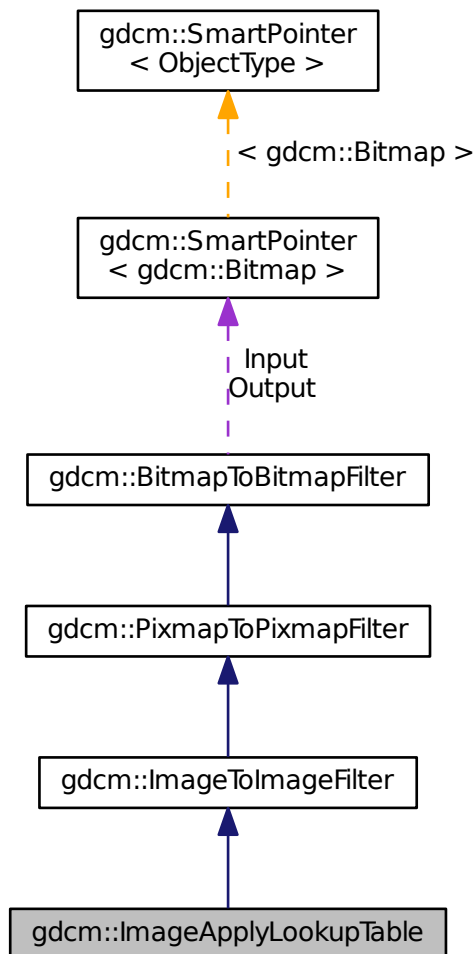 gdcm::SmartPointer
< ObjectType >
< gdcm::Bitmap >
gdcm::SmartPointer
< gdcm::Bitmap >
Input
Output
gdcm::BitmapToBitmapFilter
gdcm::PixmapToPixmapFilter
gdcm::ImageToImageFilter
gdcm::ImageApplyLookupTable